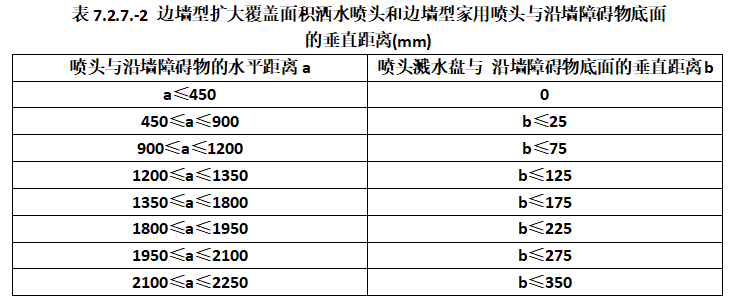 表 7.2.7.-2 边墙型扩大覆盖面积洒水喷头和边墙型家用喷头与沿墙障碍物底面
的垂直距离(mm)
喷头与沿墙障碍物的水平距离 a 喷头溅水盘与 沿墙障碍物底面的垂直距离 b
a≤450 0
450≤a≤900 b≤25
900≤a≤1200 b≤75
1200≤a≤1350 b≤125
1350≤a≤1800 b≤175
1800≤a≤1950 b≤225
1950≤a≤2100 b≤275
2100≤a≤2250 b≤350